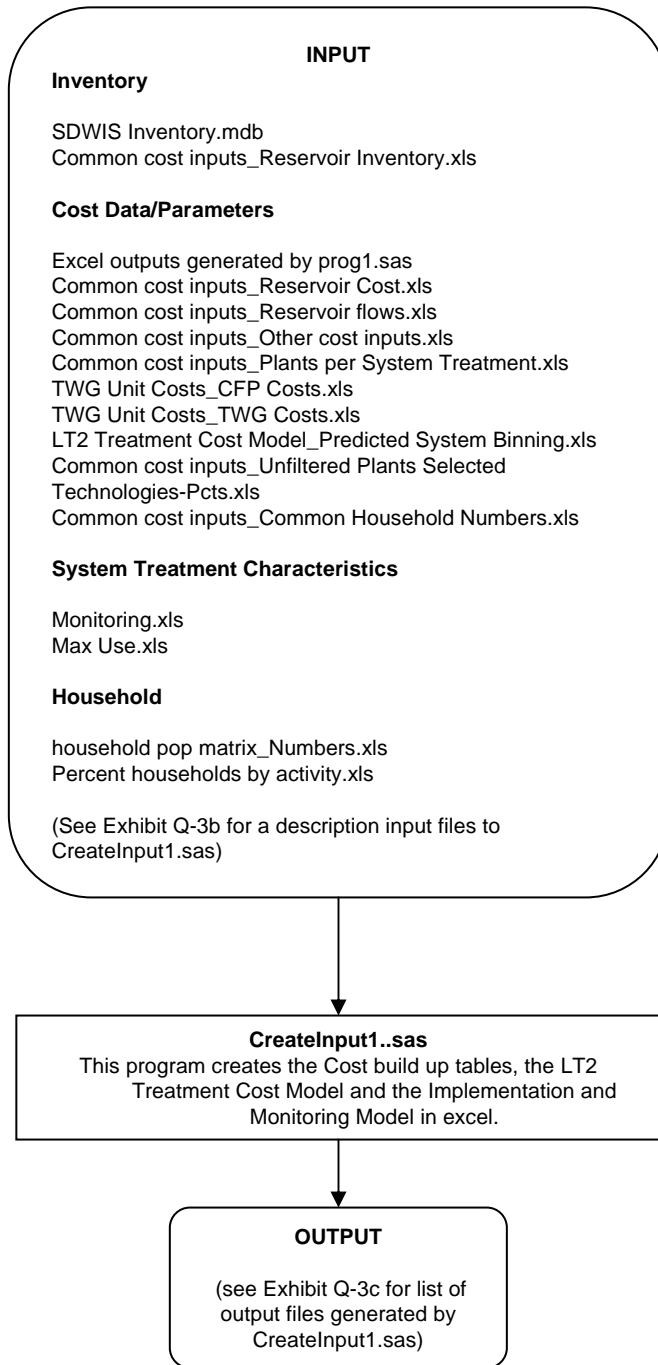 INPUT
Inventory
SDWIS Inventory.mdb
Common cost inputs_Reservoir Inventory.xls
Cost Data/Parameters
Excel outputs generated by prog1.sas
Common cost inputs_Reservoir Cost.xls
Common cost inputs_Reservoir flows.xls
Common cost inputs_Other cost inputs.xls
Common cost inputs_Plants per System Treatment.xls
TWG Unit Costs_CFP Costs.xls
TWG Unit Costs_TWG Costs.xls
LT2 Treatment Cost Model_Predicted System Binning.xls
Common cost inputs_Unfiltered Plants Selected
Technologies-Pcts.xls
Common cost inputs_Common Household Numbers.xls
System Treatment Characteristics
Monitoring.xls
Max Use.xls
Household
household pop matrix_Numbers.xls
Percent households by activity.xls
(See Exhibit Q-3b for a description input files to
CreateInput1.sas)
CreateInput1..sas
This program creates the Cost build up tables, the LT2
Treatment Cost Model and the Implementation and
Monitoring Model in excel.
OUTPUT
(see Exhibit Q-3c for list of
output files generated by
CreateInput1.sas)